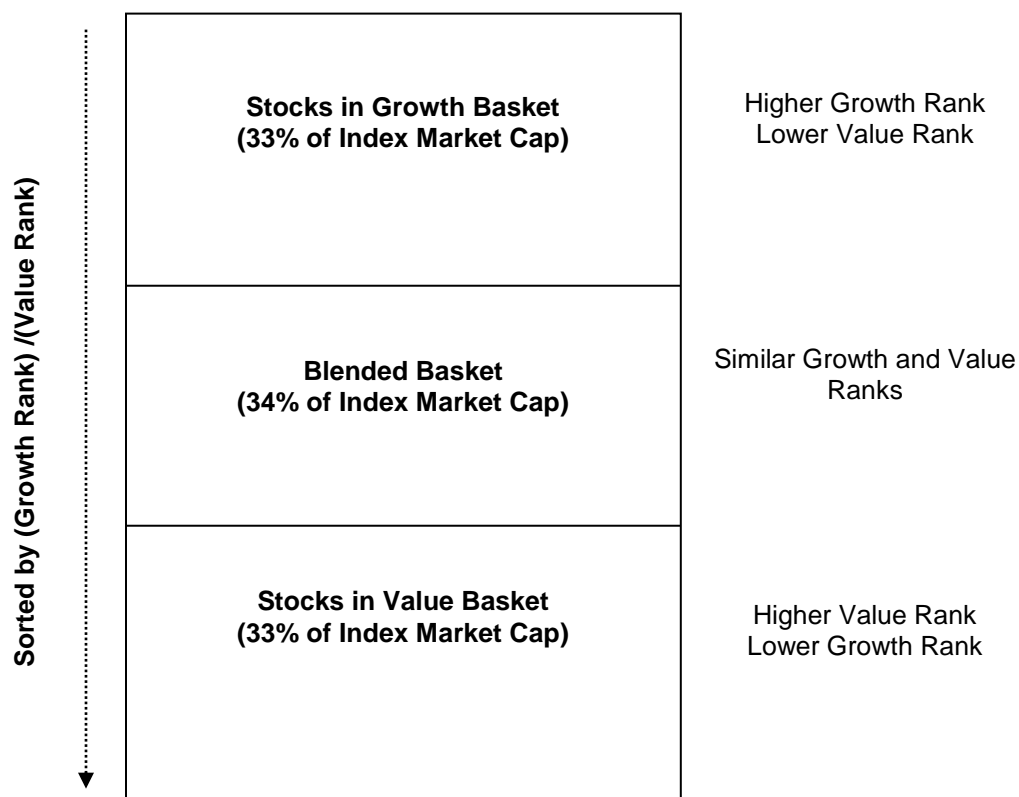 Sorted by (Growth Rank) /(Value Rank)
Stocks in Growth Basket
(33% of Index Market Cap)
Higher Growth Rank
Lower Value Rank
Blended Basket
(34% of Index Market Cap)
Similar Growth and Value
Ranks
Stocks in Value Basket
(33% of Index Market Cap)
Higher Value Rank
Lower Growth Rank